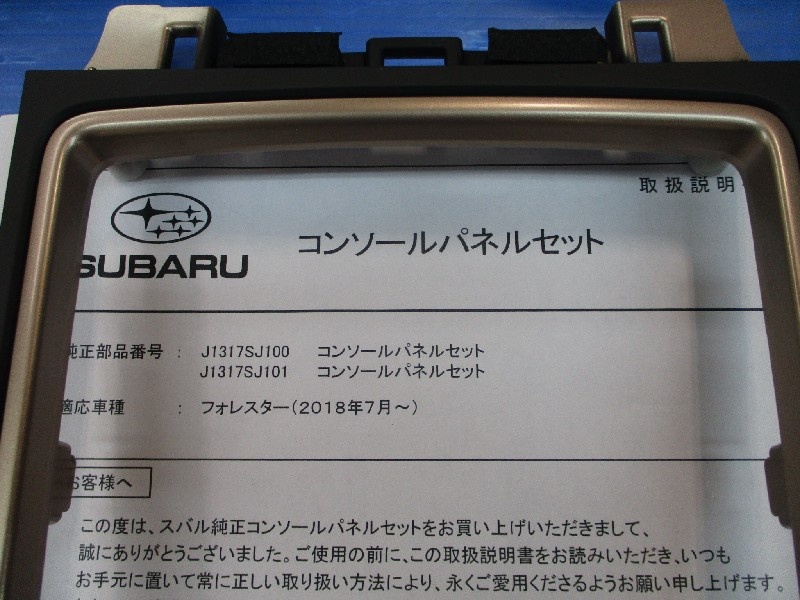 取扱説明
SUBARU
コンソールパネルセット
純正部品番号 : J1317SJ100 コンソールパネルセット
J1317SJ101 コンソールパネルセット
適応車種 : フォレスター(2018年7月～)
お客様へ
この度は、スバル純正コンソールパネルセットをお買い上げいただきまして、
誠にありがとうございました。ご使用の前に、この取扱説明書をお読みいただき、いつも
お手元に置いて常に正しい取り扱い方法により、永くご愛用くださるようお願い申し上げます。